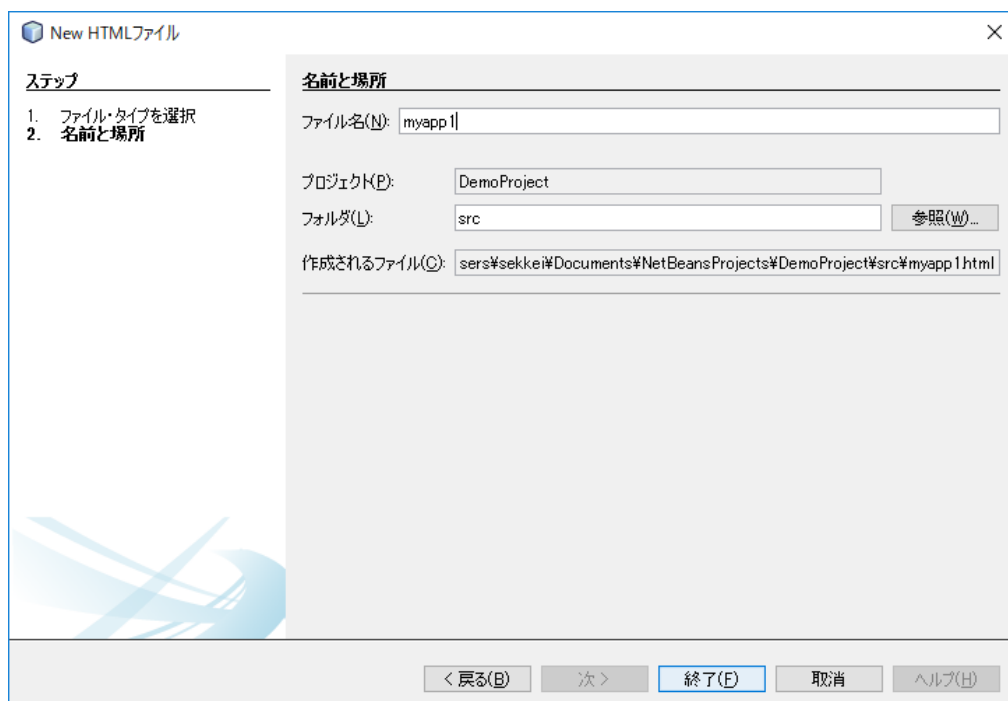 New HTMLファイル
ステップ
1. ファイル・タイプを選択
2. 名前と場所
名前と場所
ファイル名(N): myapp1
プロジェクト(P): DemoProject
フォルダ(L): src 参照(W)...
作成されるファイル(C): sers¥sekkei¥Documents¥NetBeansProjects¥DemoProject¥src¥myapp1.html
< 戻る(B) 次 > 終了(F) 取消 ヘルプ(H)